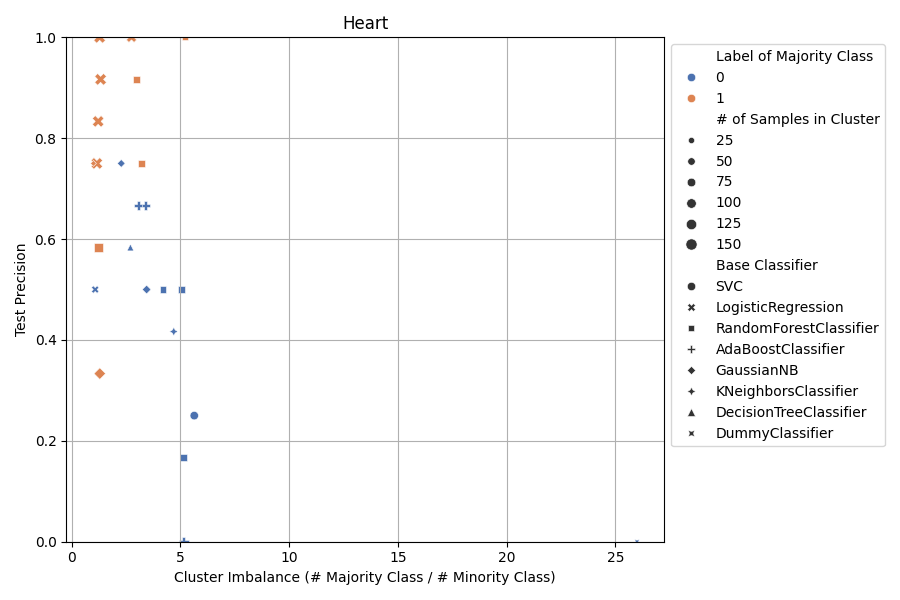 Heart
1.0
0.8
0.6
0.4
0.2
0.0
Test Precision
0
5
10
15
20
25
Cluster Imbalance (# Majority Class / # Minority Class)
Label of Majority Class
0
1
# of Samples in Cluster
25
50
75
100
125
150
Base Classifier
SVC
LogisticRegression
RandomForestClassifier
AdaBoostClassifier
GaussianNB
KNeighborsClassifier
DecisionTreeClassifier
DummyClassifier